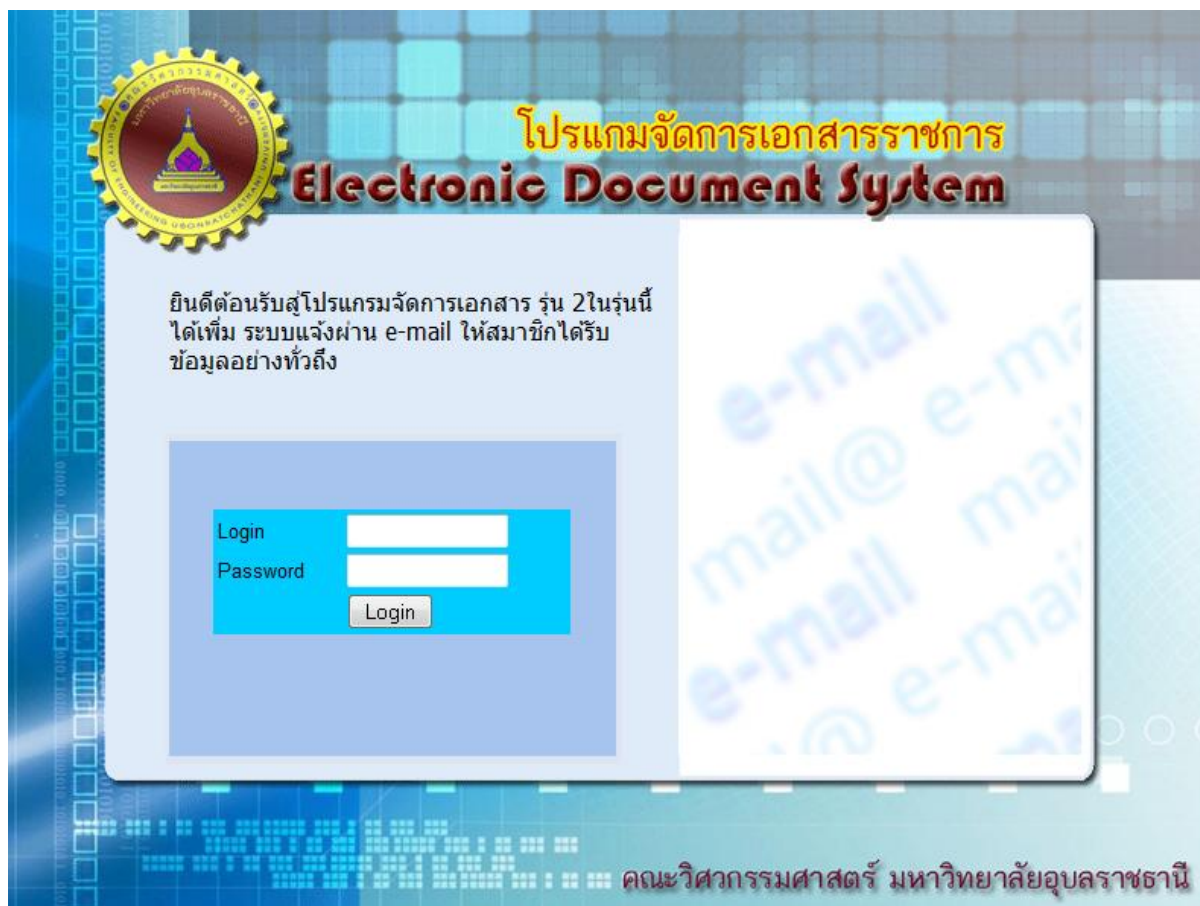 โปรแกมจัดการเอกสารราชการ
Electronic Document System
ยินดีต้อนรับสู่โปรแกรมจัดการเอกสาร รุ่น 2ในรุ่นนี้
ได้เพิ่ม ระบบแจ้งผ่าน e-mail ให้สมาชิกได้รับ
ข้อมูลอย่างทั่วถึง
Login
Password
Login
e-mail
mail@ e-ma
e-mail mail
@ e-mai
คณะวิศวกรรมศาสตร์ มหาวิทยาลัยอุบลราชธานี